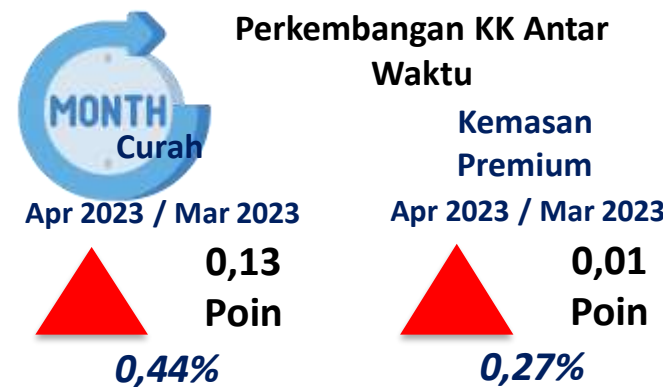 Perkembangan KK Antar
Waktu
MONTH
Curah
Kemasan
Premium
Apr 2023 / Mar 2023
Apr 2023 / Mar 2023
0,13
Poin
0,01
Poin
0,44%
0,27%